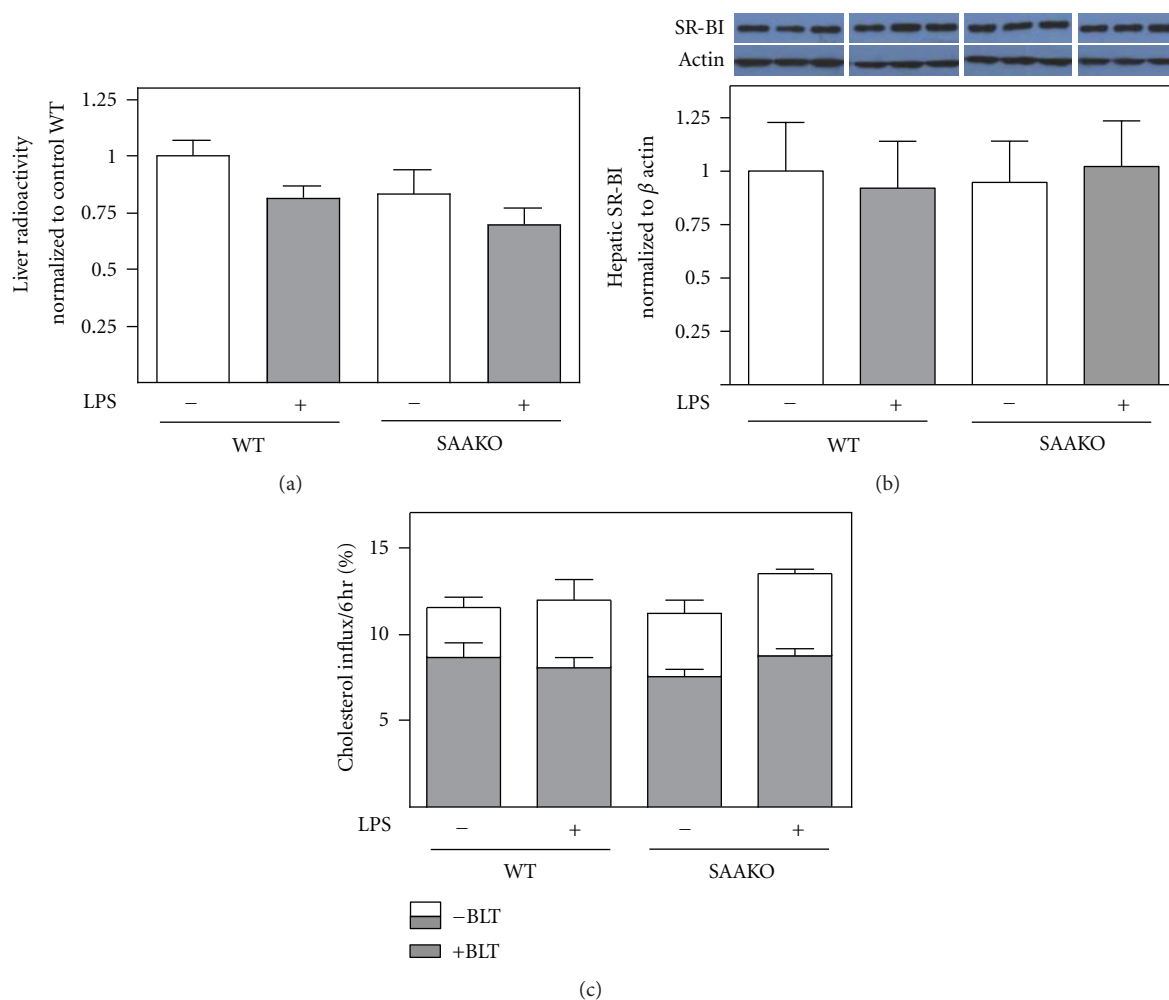 Liver radioactivity
normalized to control WT
1.25
1
0.75
0.5
0.25
LPS − + − +
WT SAAKO
(a)
SR-BI
Actin
Hepatic SR-BI
normalized to β actin
1.25
1
0.75
0.5
0.25
LPS − + − +
WT SAAKO
(b)
Cholesterol influx/6 hr (%)
15
10
5
LPS − + − +
WT SAAKO
−BLT
+BLT
(c)